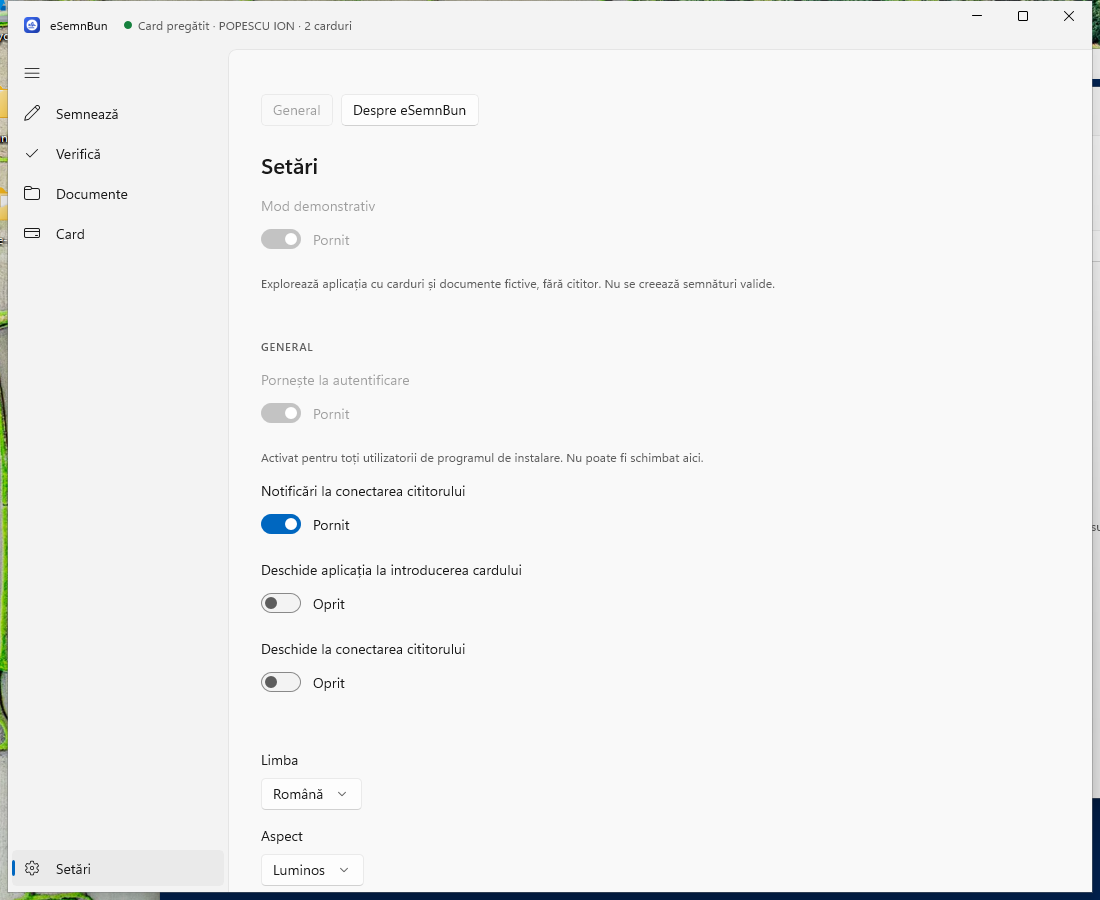 eSemnBun
Card pregătit · POPESCU ION · 2 carduri
Semnează
Verifică
Documente
Card
Setări
General
Despre eSemnBun
Setări
Mod demonstrativ
Pornit
Explorează aplicația cu carduri și documente fictive, fără cititor. Nu se creează semnături valide.
GENERAL
Pornește la autentificare
Pornit
Activat pentru toți utilizatorii de programul de instalare. Nu poate fi schimbat aici.
Notificări la conectarea cititorului
Pornit
Deschide aplicația la introducerea cardului
Oprit
Deschide la conectarea cititorului
Oprit
Limba
Română
Aspect
Luminos